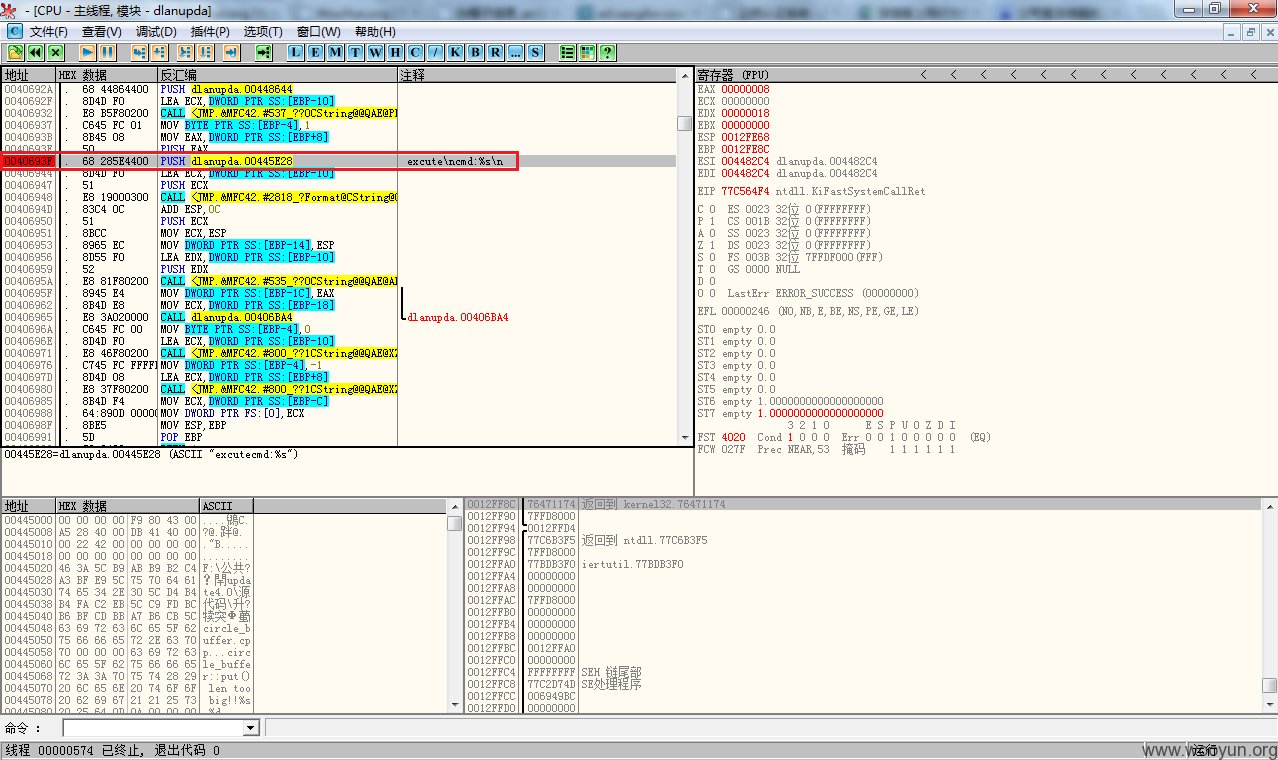 - [CPU - 主线程, 模块 - dlanupda]
C 文件(F) 查看(V) 调试(D) 插件(P) 选项(T) 窗口(W) 帮助(H)
L E M T W H C / K B R ... S ?
地址 HEX 数据 反汇编 注释
0040692A . 68 44864400 PUSH dlanupda.00448644
0040692F . 8D4D F0 LEA ECX,DWORD PTR SS:[EBP-10]
00406932 . E8 B5F80200 CALL <JMP.&MFC42.#537_??0CString@@QAE@P
00406937 . C645 FC 01 MOV BYTE PTR SS:[EBP-4],1
0040693B . 8B45 08 MOV EAX,DWORD PTR SS:[EBP+8]
0040693E . 50 PUSH EAX
0040693F . 68 285E4400 PUSH dlanupda.00445E28 excute\ncmd:%s\n
00406944 . 8D4D F0 LEA ECX,DWORD PTR SS:[EBP-10]
00406947 . 51 PUSH ECX
00406948 . E8 19000300 CALL <JMP.&MFC42.#2818_?Format@CString@
0040694D . 83C4 0C ADD ESP,0C
00406950 . 51 PUSH ECX
00406951 . 8BCC MOV ECX,ESP
00406953 . 8965 EC MOV DWORD PTR SS:[EBP-14],ESP
00406956 . 8D55 F0 LEA EDX,DWORD PTR SS:[EBP-10]
00406959 . 52 PUSH EDX
0040695A . E8 81F80200 CALL <JMP.&MFC42.#535_??0CString@@QAE@A
0040695F . 8945 E4 MOV DWORD PTR SS:[EBP-1C],EAX
00406962 . 8B4D E8 MOV ECX,DWORD PTR SS:[EBP-18]
00406965 . E8 3A020000 CALL dlanupda.00406BA4 dlanupda.00406BA4
0040696A . C645 FC 00 MOV BYTE PTR SS:[EBP-4],0
0040696E . 8D4D F0 LEA ECX,DWORD PTR SS:[EBP-10]
00406971 . E8 46F80200 CALL <JMP.&MFC42.#800_??1CString@@QAE@XZ
00406976 . C745 FC FFFFF MOV DWORD PTR SS:[EBP-4],-1
0040697D . 8D4D 08 LEA ECX,DWORD PTR SS:[EBP+8]
00406980 . E8 37F80200 CALL <JMP.&MFC42.#800_??1CString@@QAE@XZ
00406985 . 8B4D F4 MOV ECX,DWORD PTR SS:[EBP-C]
00406988 . 64:890D 00000 MOV DWORD PTR FS:[0],ECX
0040698F . 8BE5 MOV ESP,EBP
00406991 . 5D POP EBP
00445E28=dlanupda.00445E28 (ASCII "excutecmd:%s")
寄存器 (FPU) < < < < < < < < < < < <
EAX 00000008
ECX 00000000
EDX 00000018
EBX 00000000
ESP 0012FE68
EBP 0012FE8C
ESI 004482C4 dlanupda.004482C4
EDI 004482C4 dlanupda.004482C4
EIP 77C564F4 ntdll.KiFastSystemCallRet
C 0 ES 0023 32位 0(FFFFFFFF)
P 1 CS 001B 32位 0(FFFFFFFF)
A 0 SS 0023 32位 0(FFFFFFFF)
Z 1 DS 0023 32位 0(FFFFFFFF)
S 0 FS 003B 32位 7FFDF000(FFF)
T 0 GS 0000 NULL
D 0
O 0 LastErr ERROR_SUCCESS (00000000)
EFL 00000246 (NO,NB,E,BE,NS,PE,GE,LE)
ST0 empty 0.0
ST1 empty 0.0
ST2 empty 0.0
ST3 empty 0.0
ST4 empty 0.0
ST5 empty 0.0
ST6 empty 1.0000000000000000000
ST7 empty 1.0000000000000000000
3 2 1 0 E S P U O Z D I
FST 4020 Cond 1 0 0 0 Err 0 0 1 0 0 0 0 0 (EQ)
FCW 027F Prec NEAR,53 掩码 1 1 1 1 1 1
地址 HEX 数据 ASCII
00445000 00 00 00 00 F9 80 43 00
00445008 A5 28 40 00 DB 41 40 00
00445010 00 22 42 00 00 00 00 00 ."B.....
00445018 00 00 00 00 00 00 00 00 ........
00445020 46 3A 5C B9 AB B9 B2 C4 F:\公共?
00445028 A3 BF E9 5C 75 70 64 61
00445030 74 65 34 2E 30 5C D4 B4 te4.0\源
00445038 B4 FA C2 EB 5C C9 FD BC 代码\升?
00445040 B6 BF CD BB A7 B6 CB 5C
00445048 63 69 72 63 6C 65 5F 62 circle_b
00445050 75 66 66 65 72 2E 63 70 uffer.cp
00445058 70 00 00 00 63 69 72 63 p...circ
00445060 6C 65 5F 62 75 66 66 65 le_buffe
00445068 72 3A 3A 70 75 74 28 29 r::put()
00445070 20 6C 65 6E 20 74 6F 6F len too
00445078 20 62 69 67 21 21 25 73 big!!%s
0012FF8C 76471174 返回到 kernel32.76471174
0012FF90 7FFD8000
0012FF94 0012FFD4
0012FF98 77C6B3F5 返回到 ntdll.77C6B3F5
0012FF9C 7FFD8000
0012FFA0 77BDB3F0 iertutil.77BDB3F0
0012FFA4 00000000
0012FFA8 00000000
0012FFAC 7FFD8000
0012FFB0 00000000
0012FFB4 00000000
0012FFB8 00000000
0012FFBC 0012FFA0
0012FFC0 00000000
0012FFC4 FFFFFFFF SEH 链尾部
0012FFC8 77C2D74D SE处理程序
0012FFCC 006949BC
0012FFD0 00000000
命令 :
线程 00000574 已终止, 退出代码 0
运行
www.wooyun.org